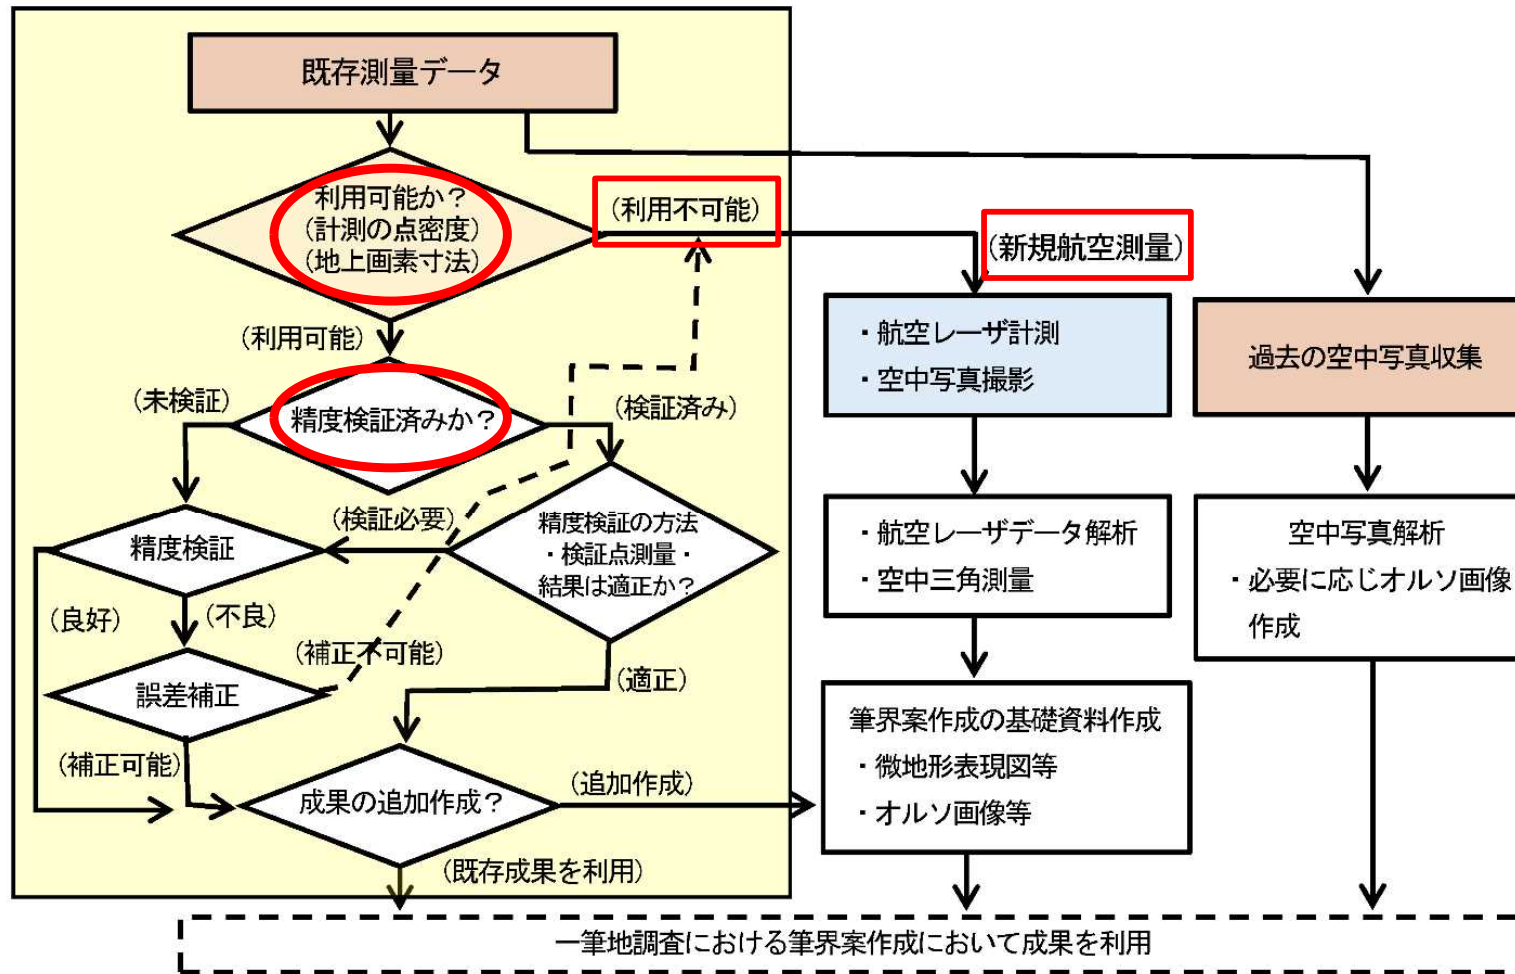 既存測量データ
利用可能か?
(計測の点密度)
(地上画素寸法)
(利用不可能)
(新規航空測量)
(利用可能)
・航空レーザ計測
・空中写真撮影
過去の空中写真収集
(未検証)
精度検証済みか?
(検証済み)
(検証必要)
精度検証
精度検証の方法
・検証点測量・
結果は適正か?
・航空レーザデータ解析
・空中三角測量
空中写真解析
・必要に応じオルソ画像
作成
(良好)
(不良)
(補正不可能)
誤差補正
(適正)
筆界案作成の基礎資料作成
・微地形表現図等
・オルソ画像等
(補正可能)
成果の追加作成?
(追加作成)
(既存成果を利用)
一筆地調査における筆界案作成において成果を利用